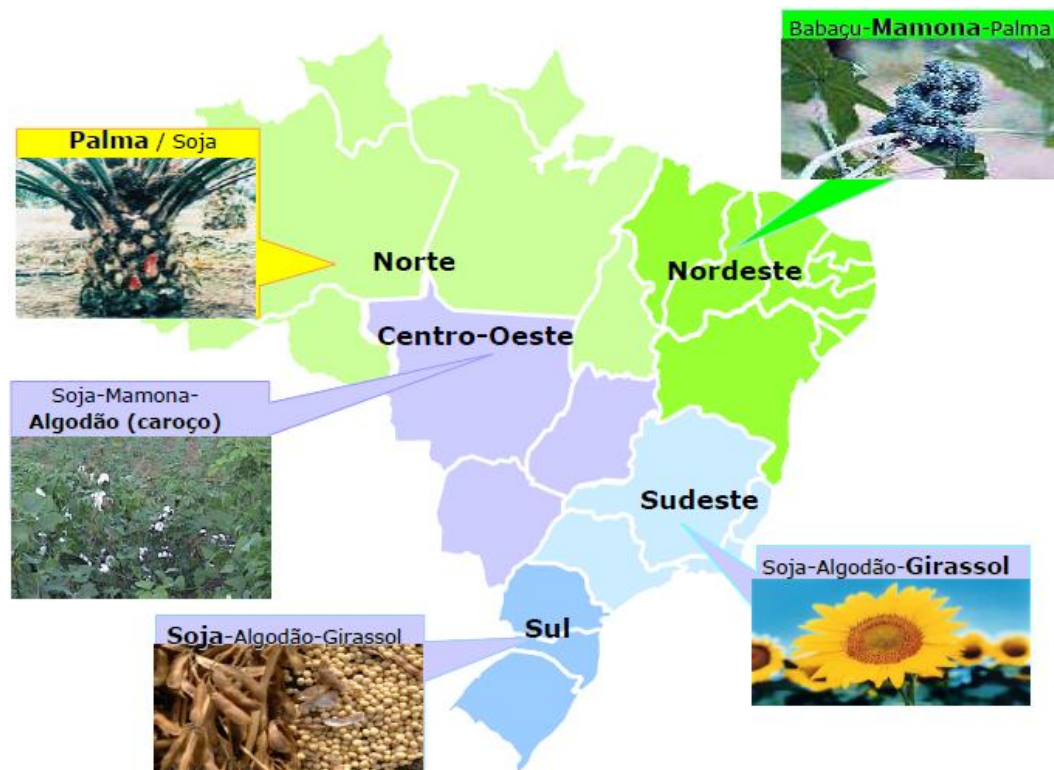 Babaçu-Mamona-Palma
Palma / Soja
Norte
Nordeste
Centro-Oeste
Soja-Mamona-
Algodão (caroço)
Sudeste
Soja-Algodão-Girassol
Soja-Algodão-Girassol
Sul